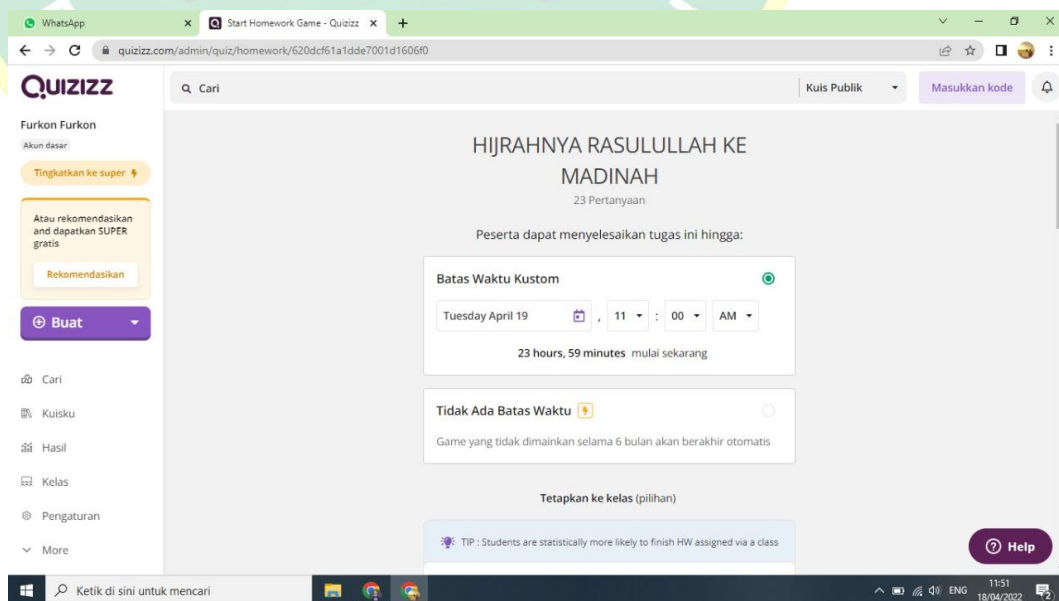 WhatsApp
Start Homework Game - Quizizz
quizizz.com/admin/quiz/homework/620dcf61a1dde7001d1606f0
QUIZIZZ
Cari
Kuis Publik
Masukkan kode
Furkon Furkon
Akun dasar
Tingkatkan ke super
Atau rekomendasikan
and dapatkan SUPER
gratis
Rekomendasikan
Buat
Cari
Kuisku
Hasil
Kelas
Pengaturan
More
HIJRAHNYA RASULULLAH KE
MADINAH
23 Pertanyaan
Peserta dapat menyelesaikan tugas ini hingga:
Batas Waktu Kustom
Tuesday April 19 , 11 : 00 AM
23 hours, 59 minutes mulai sekarang
Tidak Ada Batas Waktu
Game yang tidak dimainkan selama 6 bulan akan berakhir otomatis
Tetapkan ke kelas (pilihan)
TIP : Students are statistically more likely to finish HW assigned via a class
Help
Ketik di sini untuk mencari
ENG
11:51
18/04/2022
2